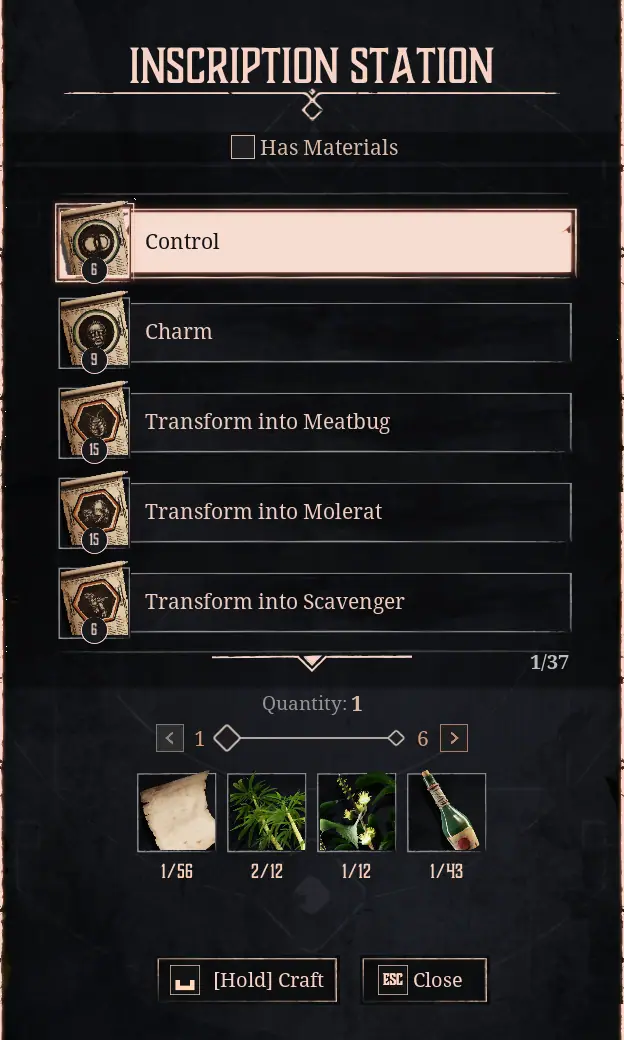 INSCRIPTION STATION
Has Materials
6
Control
9
Charm
15
Transform into Meatbug
15
Transform into Molerat
6
Transform into Scavenger
1/37
Quantity: 1
1 6
1/56 2/12 1/12 1/43
[Hold] Craft ESC Close